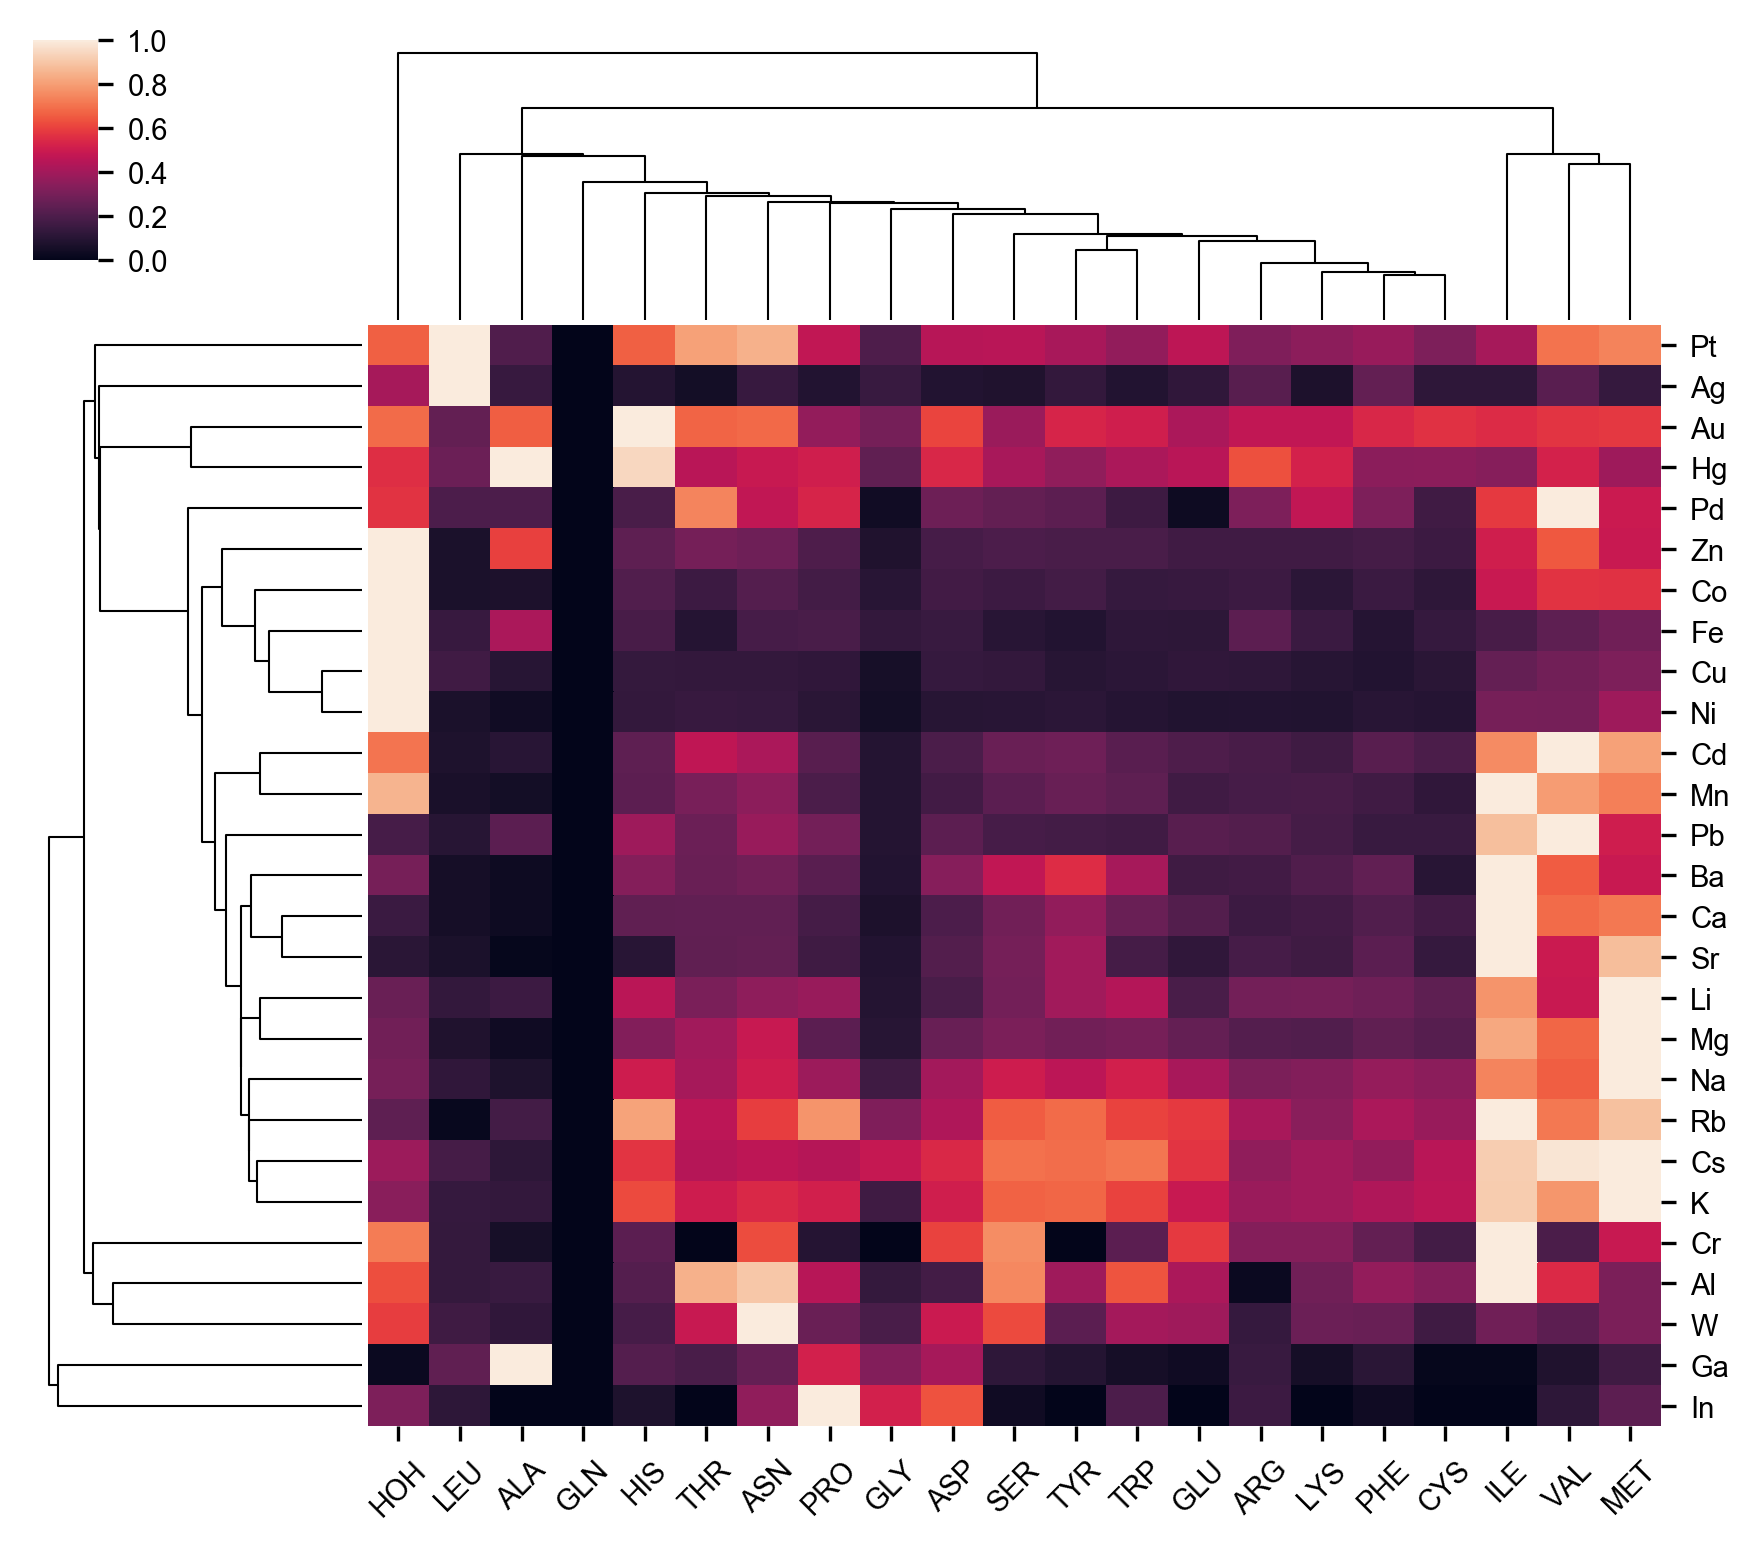 1.0
0.8
0.6
0.4
0.2
0.0
Pt
Ag
Au
Hg
Pd
Zn
Co
Fe
Cu
Ni
Cd
Mn
Pb
Ba
Ca
Sr
Li
Mg
Na
Rb
Cs
K
Cr
Al
W
Ga
In
HOH LEU ALA GLN HIS THR ASN PRO GLY ASP SER TYR TRP GLU ARG LYS PHE CYS ILE VAL MET